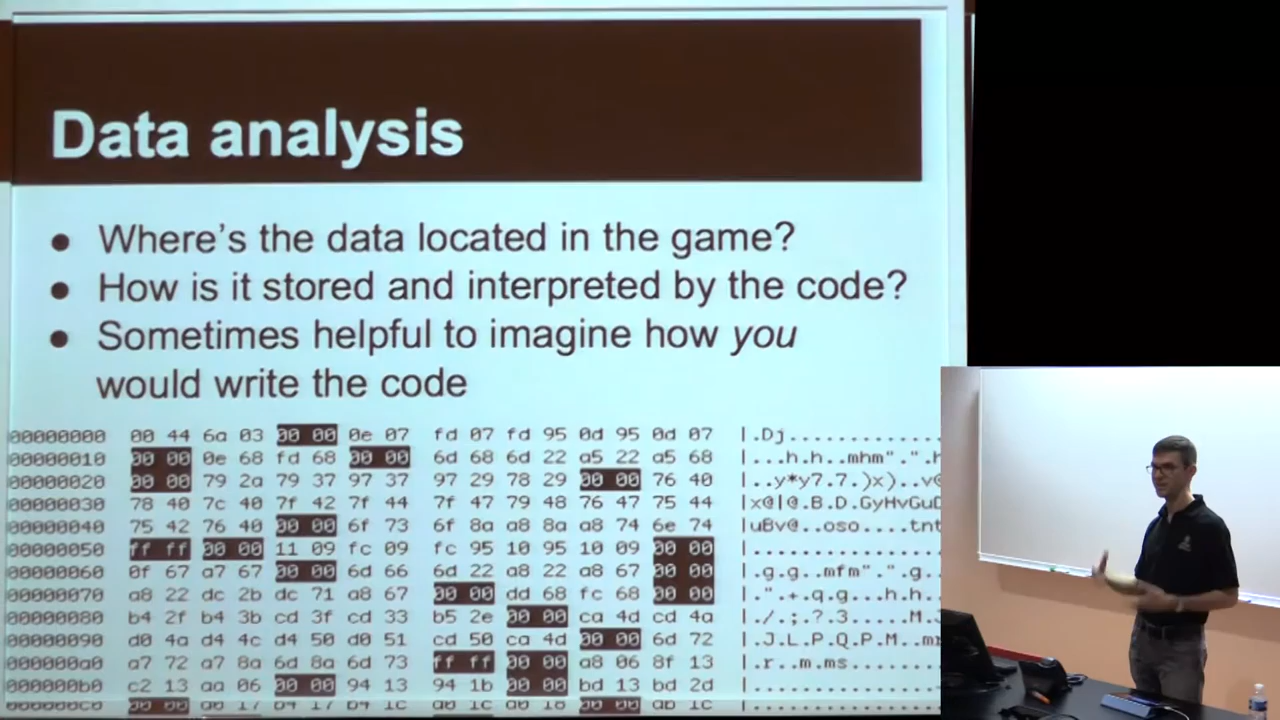 Data analysis
● Where's the data located in the game?
● How is it stored and interpreted by the code?
● Sometimes helpful to imagine how you
would write the code
00000000 00 44 6a 03 00 00 0e 07 fd 07 fd 95 0d 95 0d 07 |.Dj.............
00000010 00 00 0e 68 fd 68 00 00 6d 68 6d 22 a5 22 a5 68 |...h.h..mhm".".h
00000020 00 00 79 2a 79 37 97 37 97 29 78 29 00 00 76 40 |..y*y7.7.)x)..v@
00000030 78 40 7c 40 7f 42 7f 44 7f 47 79 48 76 47 75 44 |x@|@.B.D.GyHvGuD
00000040 75 42 76 40 00 00 6f 73 6f 8a a8 8a a8 74 6e 74 |uBv@..oso....tnt
00000050 ff ff 00 00 11 09 fc 09 fc 95 10 95 10 09 00 00 |................
00000060 0f 67 a7 67 00 00 6d 66 6d 22 a8 22 a8 67 00 00 |.g.g..mfm".".g..
00000070 a8 22 dc 2b dc 71 a8 67 00 00 dd 68 fc 68 00 00 |.".+.q.g...h.h..
00000080 b4 2f b4 3b cd 3f cd 33 b5 2e 00 00 ca 4d cd 4a |./.;.?.3.....M.J
00000090 d0 4a d4 4c d4 50 d0 51 cd 50 ca 4d 00 00 6d 72 |.J.L.P.Q.P.M..mr
000000a0 a7 72 a7 8a 6d 8a 6d 73 ff ff 00 00 a8 06 8f 13 |.r..m.ms........
000000b0 c2 13 aa 06 00 00 94 13 94 1b 00 00 bd 13 bd 2d |...............-